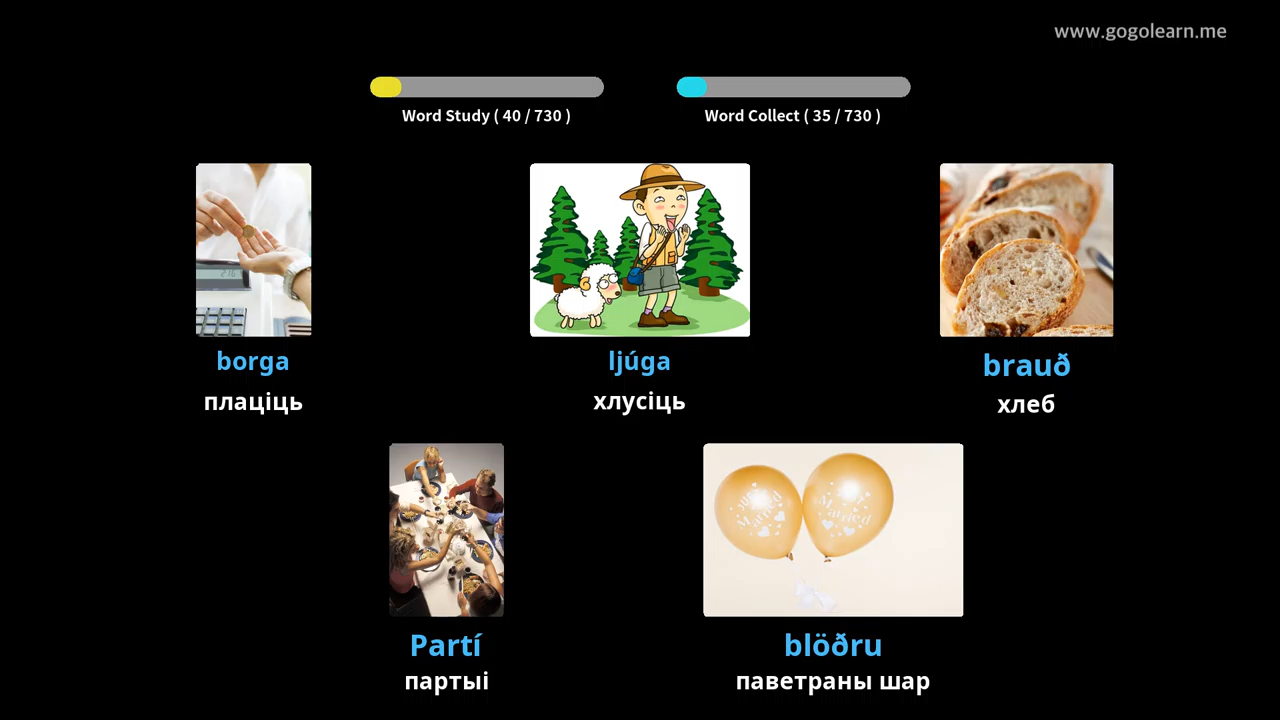 www.gogolearn.me
Word Study ( 40 / 730 )
Word Collect ( 35 / 730 )
borga
плаціць
ljúga
хлусіць
brauð
хлеб
Partí
партыі
blöðru
паветраны шар